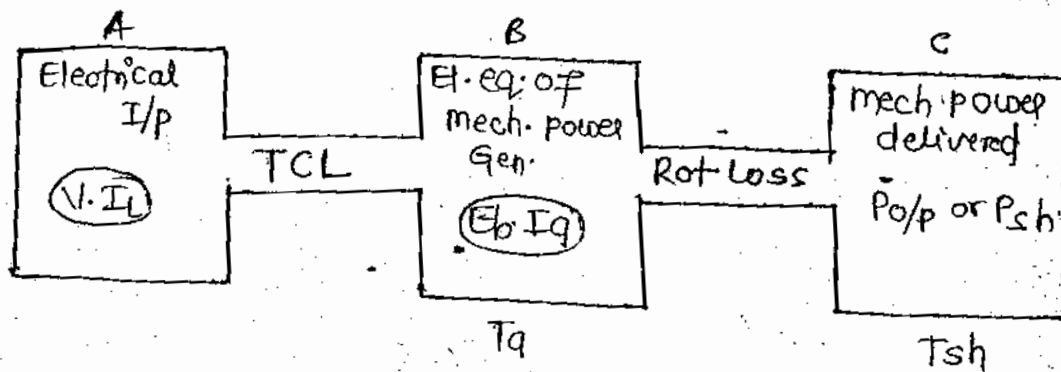 A
Electrical
I/p
V. IL
TCL
B
El. eq. of
mech. power
Gen.
Eb. Ia
Ta
Rot Loss
C
mech. power
delivered
Po/p or Psh.
Tsh